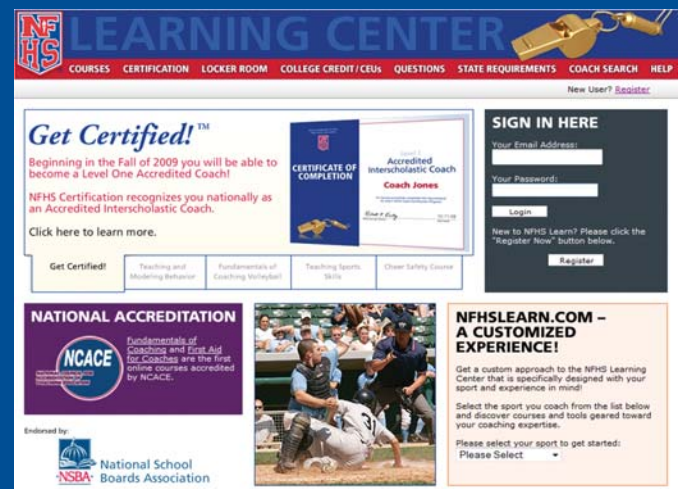 NF
HS
LEARNING CENTER
COURSES CERTIFICATION LOCKER ROOM COLLEGE CREDIT/CEUs QUESTIONS STATE REQUIREMENTS COACH SEARCH HELP
New User? Register
Get Certified!™
Beginning in the Fall of 2009 you will be able to
become a Level One Accredited Coach!
NFHS Certification recognizes you nationally as
an Accredited Interscholastic Coach.
Click here to learn more.
CERTIFICATE OF
COMPLETION
Level 1
Accredited
Interscholastic Coach
Coach Jones
Get Certified!
Teaching and
Modeling Behavior
Fundamentals of
Coaching Volleyball
Teaching Sports
Skills
Cheer Safety Course
SIGN IN HERE
Your Email Address:
Your Password:
Login
New to NFHS Learn? Please click the
"Register Now" button below.
Register
NATIONAL ACCREDITATION
NCACE
Fundamentals of
Coaching and First Aid
for Coaches are the first
online courses accredited
by NCACE.
Endorsed by:
NSBA
National School
Boards Association
31
NFHSLEARN.COM –
A CUSTOMIZED
EXPERIENCE!
Get a custom approach to the NFHS Learning
Center that is specifically designed with your
sport and experience in mind!
Select the sport you coach from the list below
and discover courses and tools geared toward
your coaching expertise.
Please select your sport to get started:
Please Select